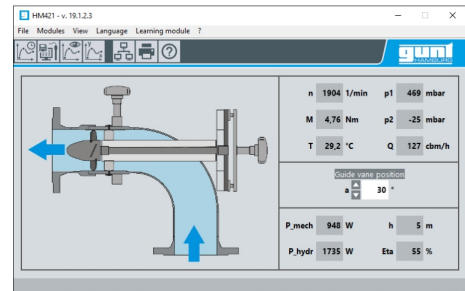 HM421 - v. 19.1.2.3
File Modules View Language Learning module ?
gunt
HAMBURG
n 1904 1/min p1 469 mbar
M 4,76 Nm p2 -25 mbar
T 29,2 °C Q 127 cbm/h
Guide vane position
a 30 °
P_mech 948 W h 5 m
P_hydr 1735 W Eta 55 %